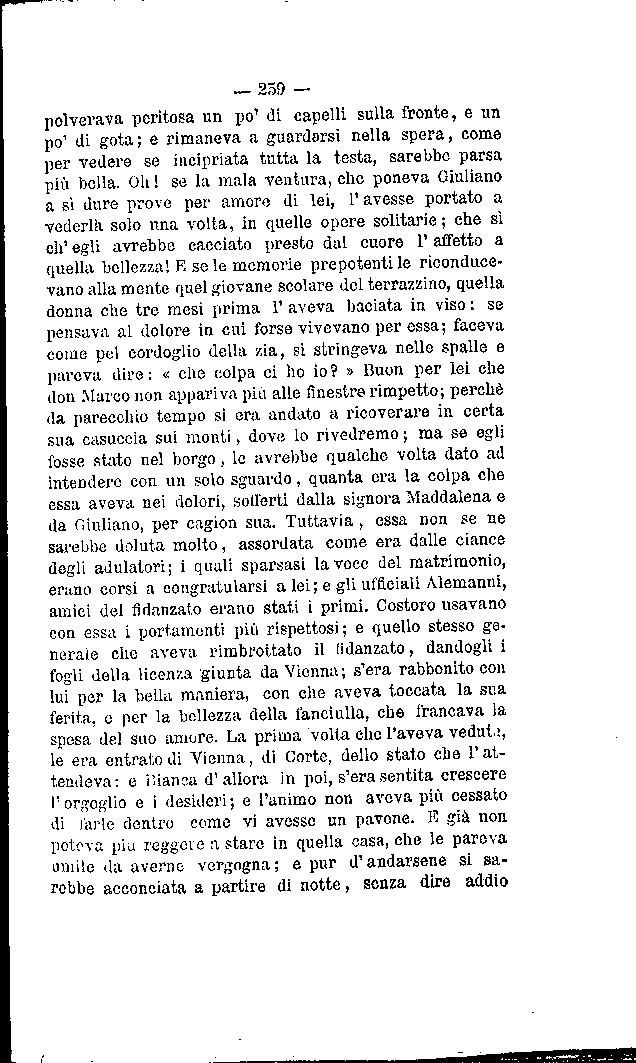 — 259 —
polverava peritosa un po' di capelli sulla fronte, e un
po' di gota; e rimaneva a guardarsi nella spera, come
per vedere se incipriata tutta la testa, sarebbe parsa
più bella. Oh! se la mala ventura, che poneva Giuliano
a sì dure prove per amore di lei, l'avesse portato a
vederla solo una volta, in quelle opere solitarie; che sì
ch'egli avrebbe cacciato presto dal cuore l'affetto a
quella bellezza! E se le memorie prepotenti le riconduce-
vano alla mente quel giovane scolare del terrazzino, quella
donna che tre mesi prima l'aveva baciata in viso: se
pensava al dolore in cui forse vivevano per essa; faceva
come pel cordoglio della zia, si stringeva nelle spalle e
pareva dire: « che colpa ci ho io? » Buon per lei che
don Marco non appariva più alle finestre rimpetto; perchè
da parecchio tempo si era andato a ricoverare in certa
sua casuccia sui monti, dove lo rivedremo; ma se egli
fosse stato nel borgo, le avrebbe qualche volta dato ad
intendere con un solo sguardo, quanta era la colpa che
essa aveva nei dolori, sofferti dalla signora Maddalena e
da Giuliano, per cagion sua. Tuttavia, essa non se ne
sarebbe doluta molto, assordata come era dalle ciance
degli adulatori; i quali sparsasi la voce del matrimonio,
erano corsi a congratularsi a lei; e gli ufficiali Alemanni,
amici del fidanzato erano stati i primi. Costoro usavano
con essa i portamenti più rispettosi; e quello stesso ge-
nerale che aveva rimbrottato il fidanzato, dandogli i
fogli della licenza giunta da Vienna; s'era rabbonito con
lui per la bella maniera, con che aveva toccata la sua
ferita, e per la bellezza della fanciulla, che francava la
spesa del suo amore. La prima volta che l'aveva veduta,
le era entrato di Vienna, di Corte, dello stato che l'at-
tendeva: e Bianca d'allora in poi, s'era sentita crescere
l'orgoglio e i desideri; e l'animo non aveva più cessato
di farle dentro come vi avesse un pavone. E già non
poteva più reggere a stare in quella casa, che le pareva
umile da averne vergogna; e pur d'andarsene si sa-
rebbe acconciata a partire di notte, senza dire addio